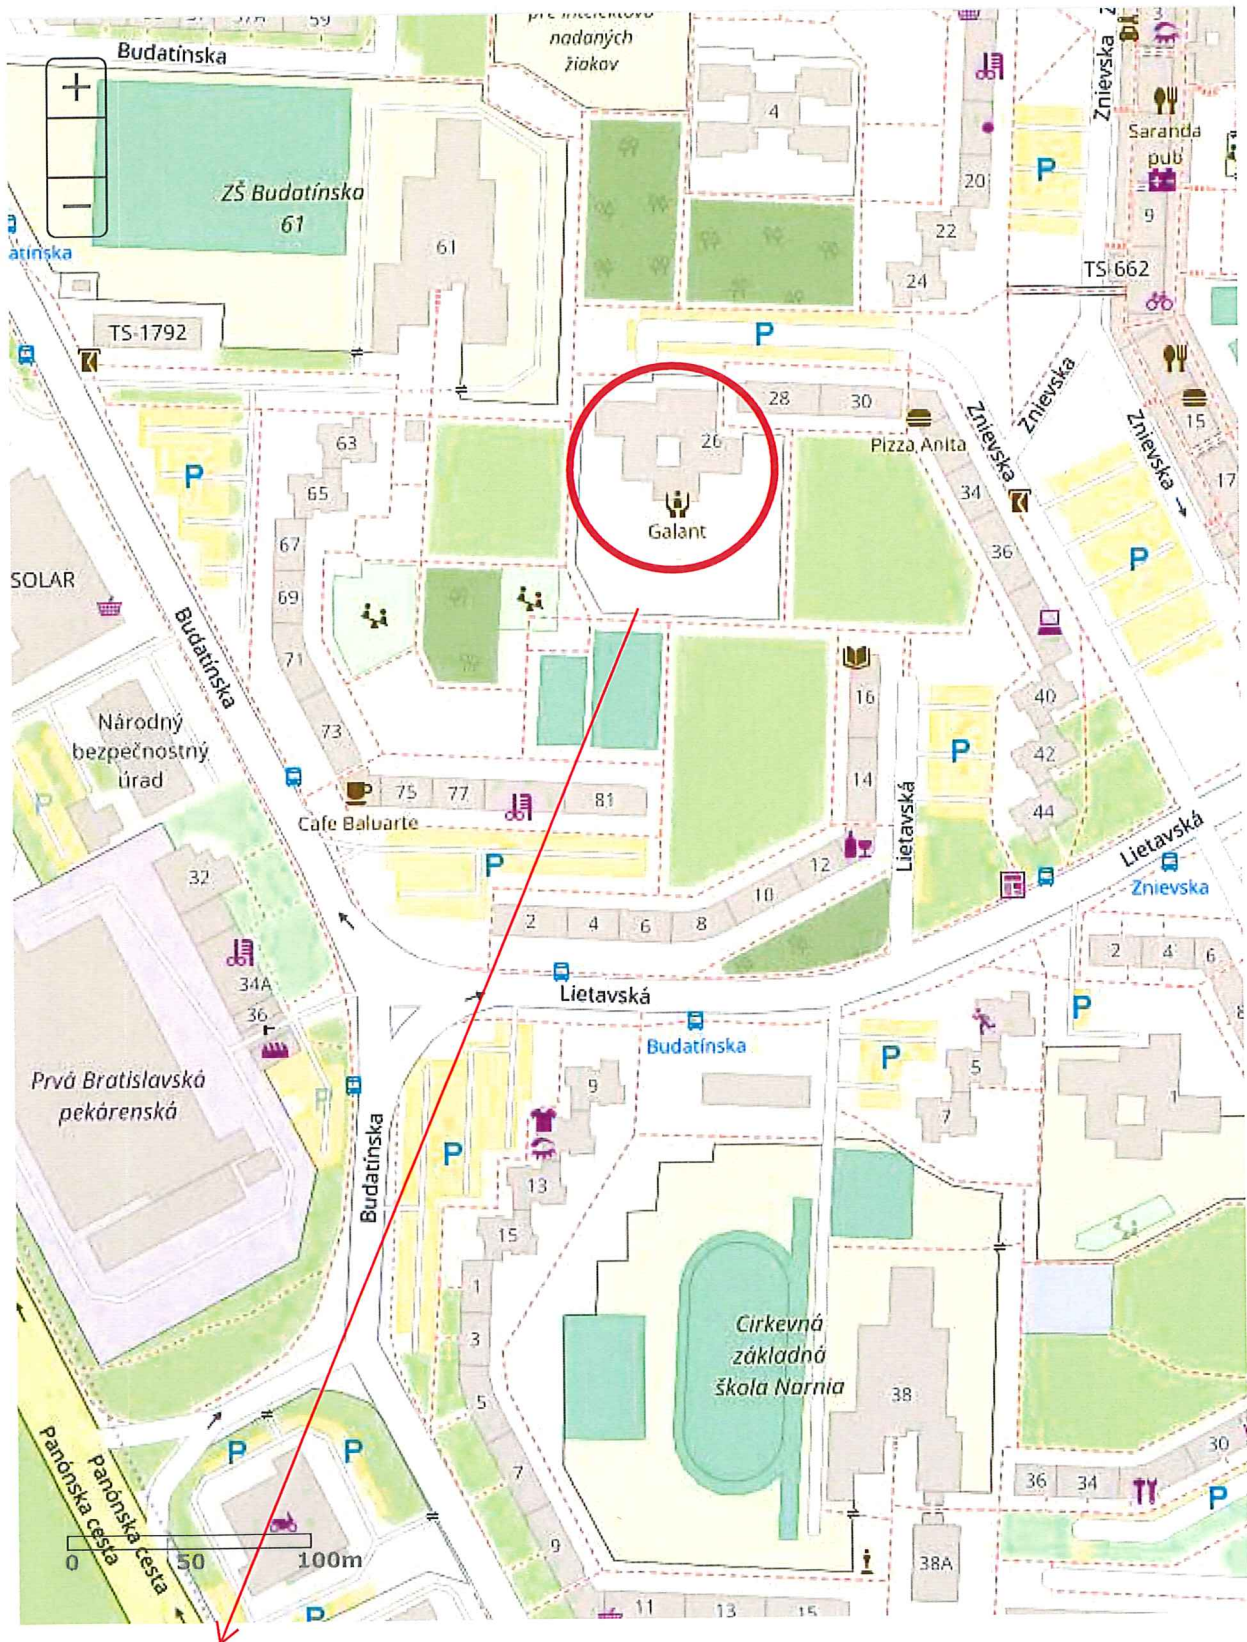 57A
59
Budatínska
pre intelektovo
nadaných
žiakov
4
Znievska
3
Saranda
pub
P
ZŠ Budatínska
61
61
20
9
22
24
TS-662
atínska
TS-1792
P
28
30
26
Pizza Anita
Znievska
Znievska
Znievska
15
17
63
65
P
67
69
71
73
Galant
34
36
P
SOLAR
Budatínska
Národný
bezpečnostný
úrad
P
16
14
40
42
44
P
Lietavská
Lietavská
75
77
81
Cafe Baluarte
P
12
10
8
6
4
2
Znievska
32
34A
36
Lietavská
Budatínska
2
4
6
8
P
P
Prvá Bratislavská
pekárenská
P
Budatínska
P
9
13
15
5
7
1
1
3
5
7
9
Cirkevná
základná
škola Narnia
38
38A
36
34
30
P
P
P
P
Panónska cesta
Panónska cesta
0
50
100m
11
13
15